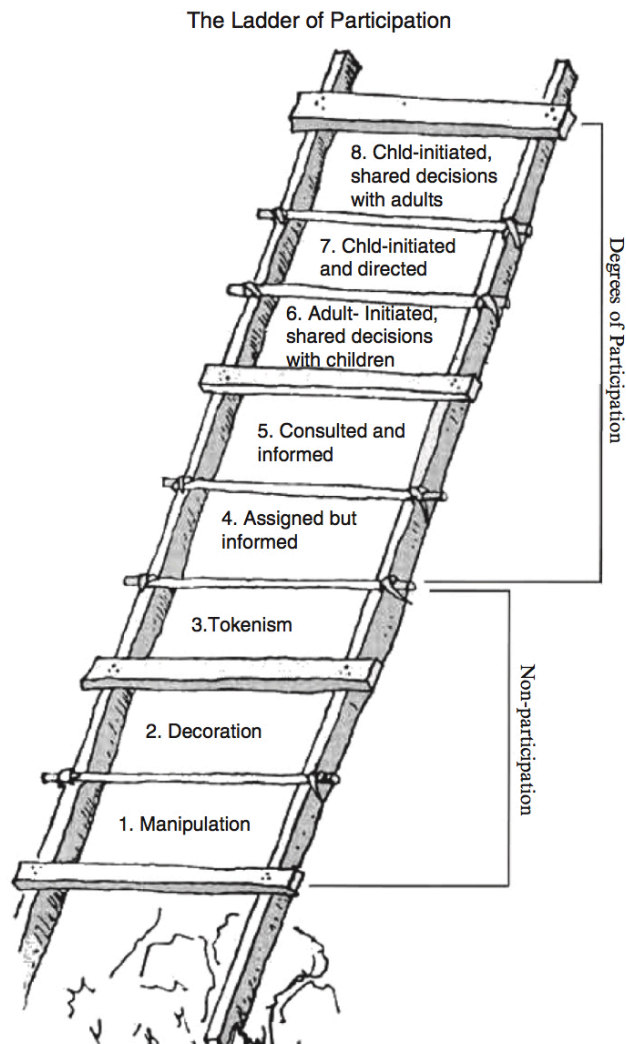 The Ladder of Participation
8. Chld-initiated,
shared decisions
with adults
7. Chld-initiated
and directed
6. Adult- Initiated,
shared decisions
with children
5. Consulted and
informed
4. Assigned but
informed
3.Tokenism
2. Decoration
1. Manipulation
Degrees of Participation
Non-participation